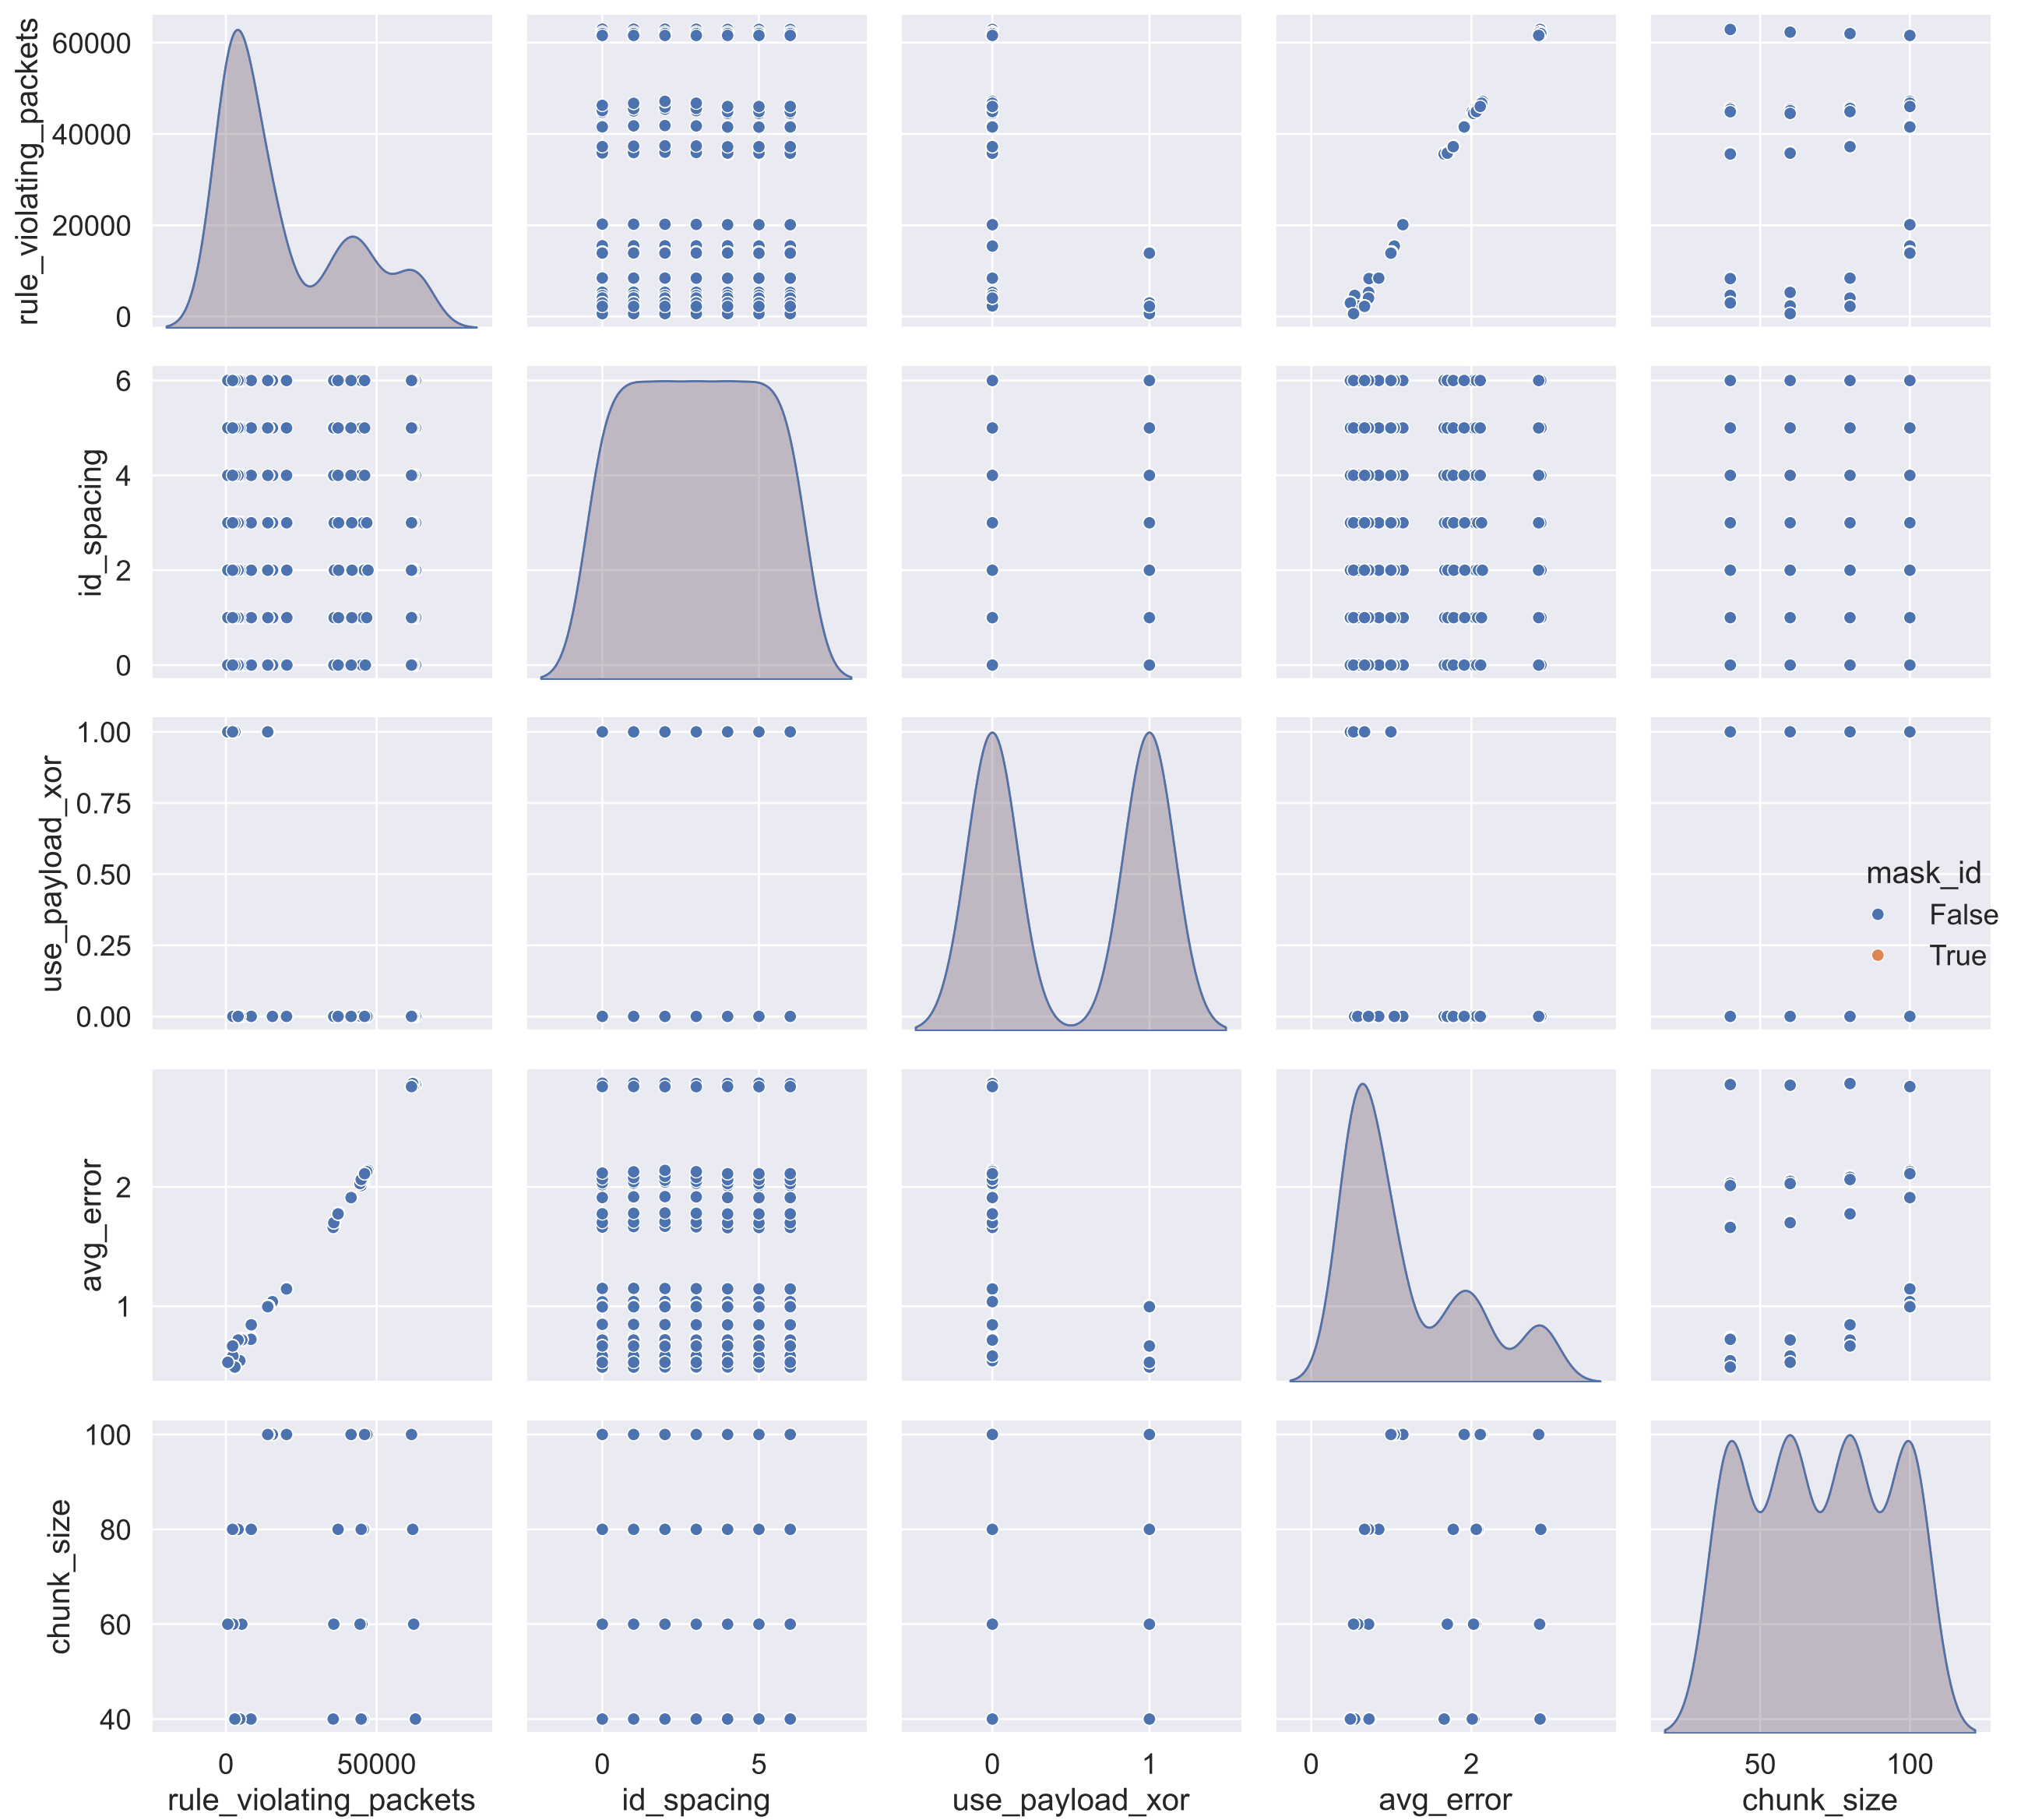 rule_violating_packets
60000
40000
20000
0
id_spacing
6
4
2
0
use_payload_xor
1.00
0.75
0.50
0.25
0.00
mask_id
False
True
avg_error
2
1
chunk_size
100
80
60
40
0 50000 0 5 0 1 0 2 50 100
rule_violating_packets id_spacing use_payload_xor avg_error chunk_size